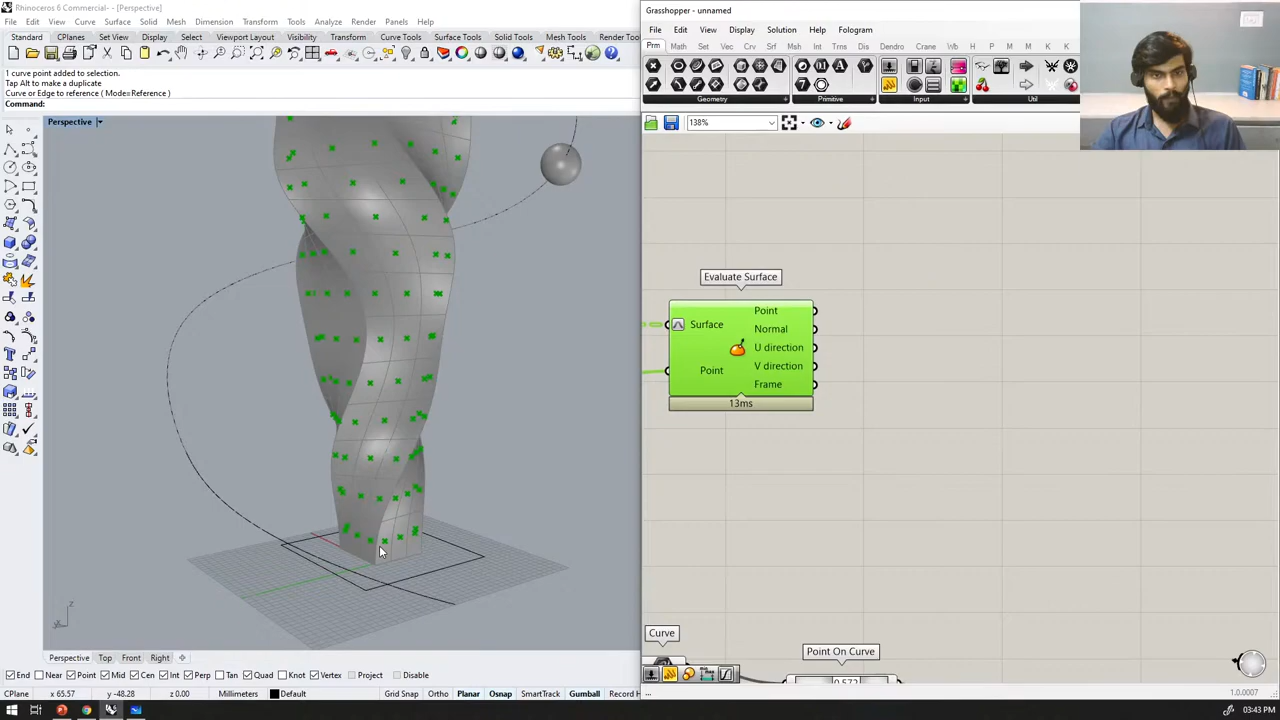 Rhinoceros 6 Commercial- - [Perspective]
File Edit View Curve Surface Solid Mesh Dimension Transform Tools Analyze Render Panels Help
Standard CPlanes Set View Display Select Viewport Layout Visibility Transform Curve Tools Surface Tools Solid Tools Mesh Tools Render Tools
1 curve point added to selection.
Tap Alt to make a duplicate
Curve or Edge to reference ( Mode=Reference )
Command:
Perspective
z
Perspective Top Front Right
End Near Point Mid Cen Int Perp Tan Quad Knot Vertex Project Disable
CPlane x 65.57 y -48.28 z 0.00 Millimeters Default Grid Snap Ortho Planar Osnap SmartTrack Gumball Record H
Grasshopper - unnamed
File Edit View Display Solution Help Fologram
Prm Math Set Vec Crv Srf Msh Int Trns Dis Dendro Crane Wb H P M M K K
Geometry Primitive Input Util
138%
Evaluate Surface
Surface
Point
Point
Normal
U direction
V direction
Frame
13ms
Curve
Point On Curve
0.572
...
1.0.0007
03:43 PM